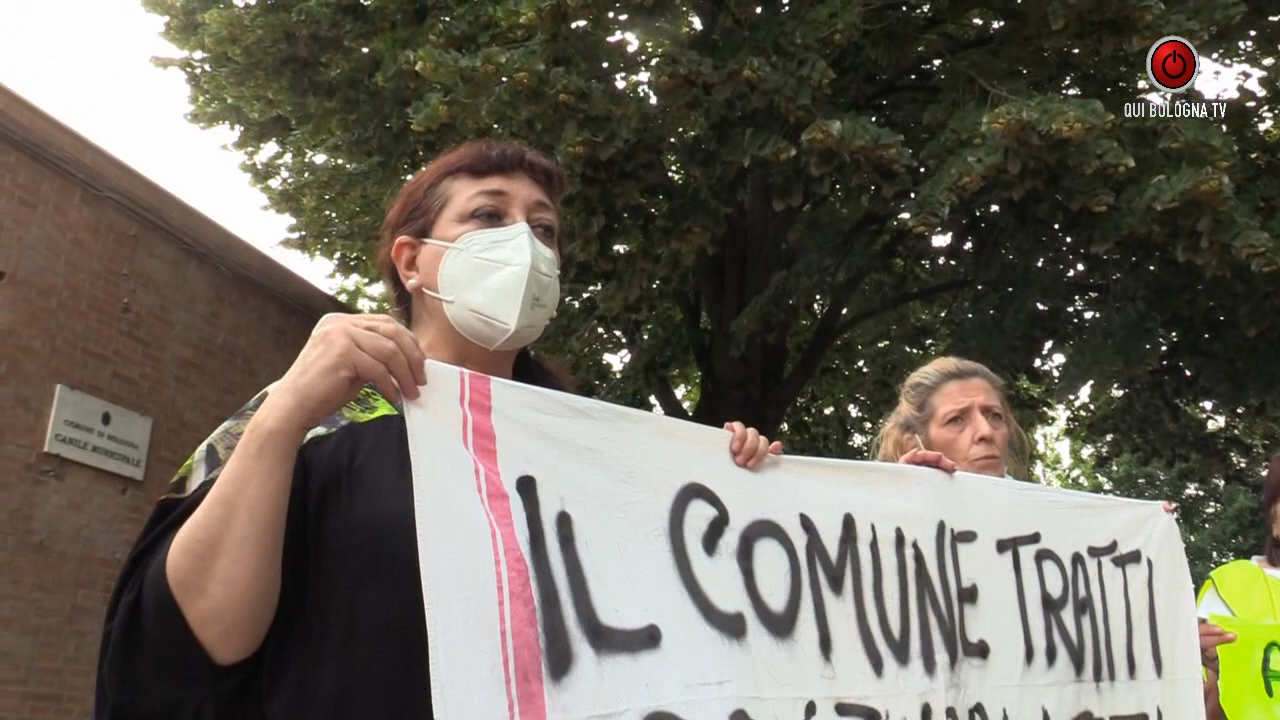 QUI BOLOGNA TV
COMUNE DI BOLOGNA
CANILE MUNICIPALE
IL COMUNE TRATTI